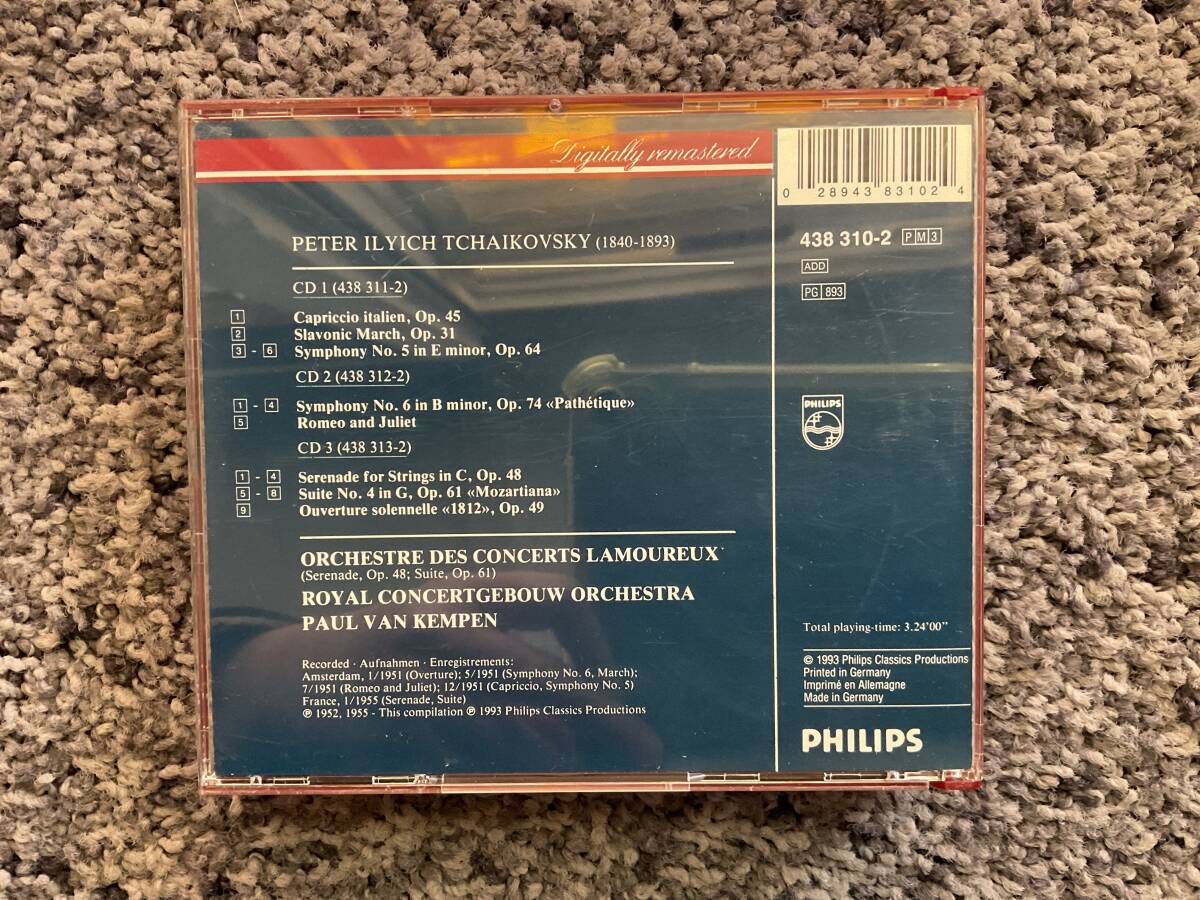 Digitally remastered
0 28943 83102 4
438 310-2 PM3
ADD
PG 893
PETER ILYICH TCHAIKOVSKY (1840-1893)
CD 1 (438 311-2)
1 Capriccio italien, Op. 45
2 Slavonic March, Op. 31
3 - 6 Symphony No. 5 in E minor, Op. 64
CD 2 (438 312-2)
1 - 4 Symphony No. 6 in B minor, Op. 74 «Pathétique»
5 Romeo and Juliet
CD 3 (438 313-2)
1 - 4 Serenade for Strings in C, Op. 48
5 - 8 Suite No. 4 in G, Op. 61 «Mozartiana»
9 Ouverture solennelle «1812», Op. 49
ORCHESTRE DES CONCERTS LAMOUREUX
(Serenade, Op. 48; Suite, Op. 61)
ROYAL CONCERTGEBOUW ORCHESTRA
PAUL VAN KEMPEN
Recorded · Aufnahmen · Enregistrements:
Amsterdam, 1/1951 (Overture); 5/1951 (Symphony No. 6, March);
7/1951 (Romeo and Juliet); 12/1951 (Capriccio, Symphony No. 5)
France, 1/1955 (Serenade, Suite)
℗ 1952, 1955 - This compilation ℗ 1993 Philips Classics Productions
PHILIPS
Total playing-time: 3.24'00"
© 1993 Philips Classics Productions
Printed in Germany
Imprimé en Allemagne
Made in Germany
PHILIPS